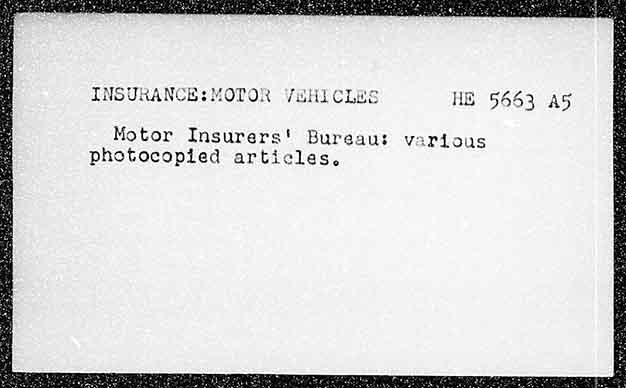 INSURANCE:MOTOR VEHICLES HE 5663 A5
Motor Insurers' Bureau: various
photocopied articles.